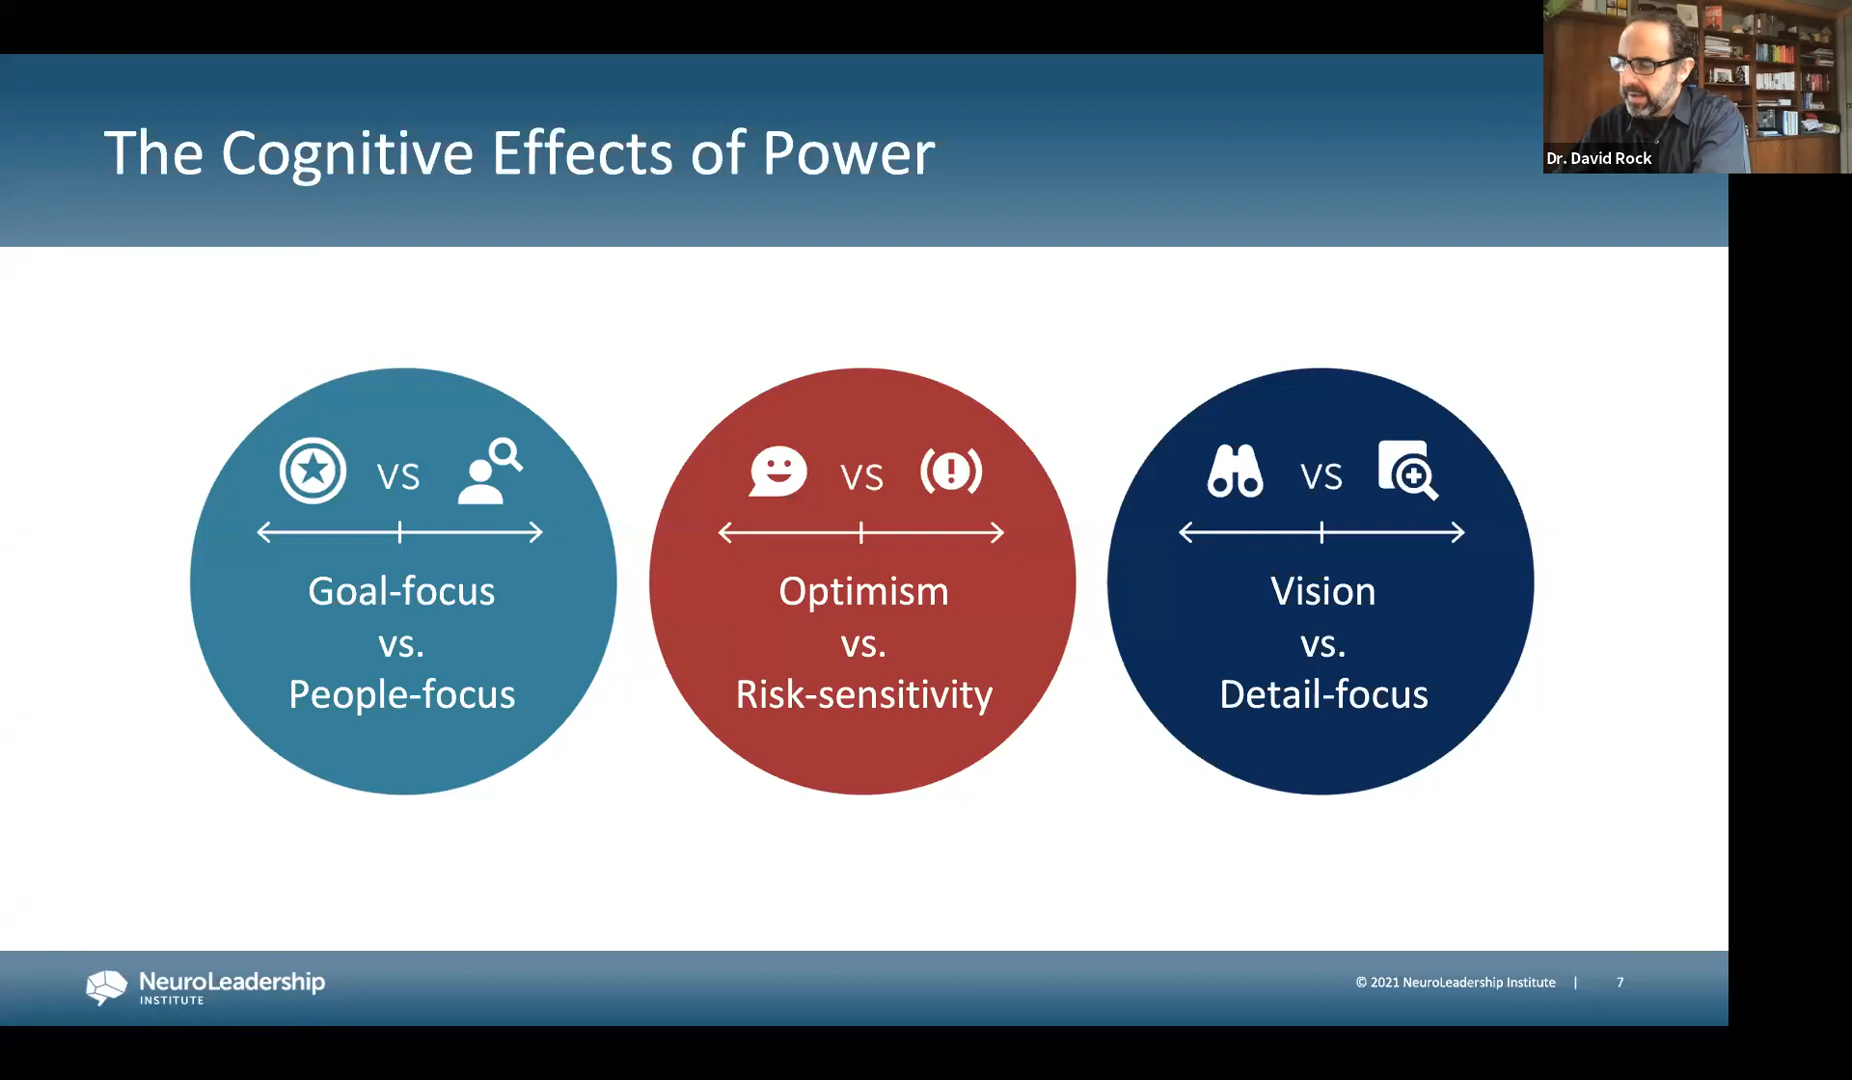 Dr. David Rock
The Cognitive Effects of Power
VS
Goal-focus
vs.
People-focus
VS
Optimism
vs.
Risk-sensitivity
VS
Vision
vs.
Detail-focus
NeuroLeadership
INSTITUTE
© 2021 NeuroLeadership Institute | 7